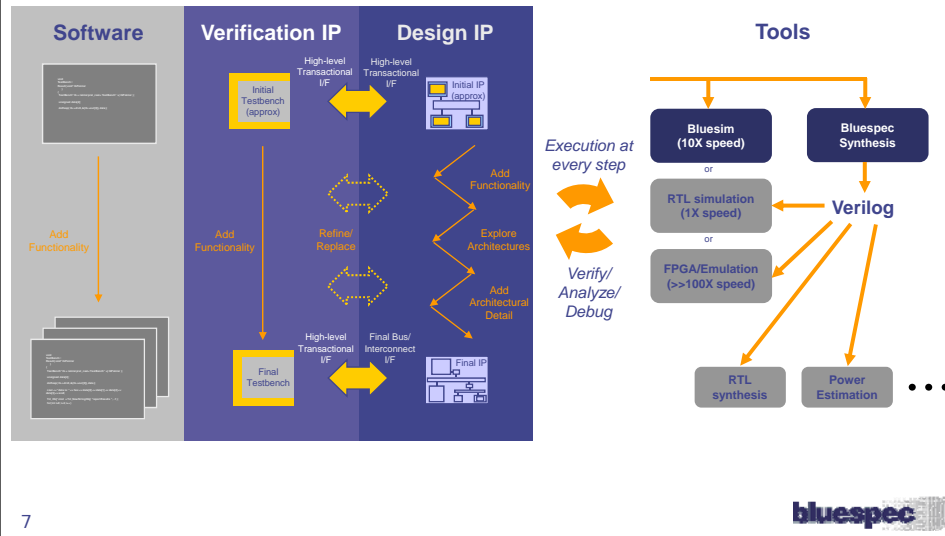 Software
Verification IP
Design IP
Tools
High-level
Transactional
I/F
High-level
Transactional
I/F
Initial
Testbench
(approx)
Initial IP
(approx)
Add
Functionality
Add
Functionality
Refine/
Replace
Add
Functionality
Explore
Architectures
Add
Architectural
Detail
High-level
Transactional
I/F
Final Bus/
Interconnect
I/F
Final
Testbench
Final IP
Execution at
every step
Verify/
Analyze/
Debug
Bluesim
(10X speed)
or
RTL simulation
(1X speed)
or
FPGA/Emulation
(>>100X speed)
Bluespec
Synthesis
Verilog
RTL
synthesis
Power
Estimation
• • •
7
bluespec